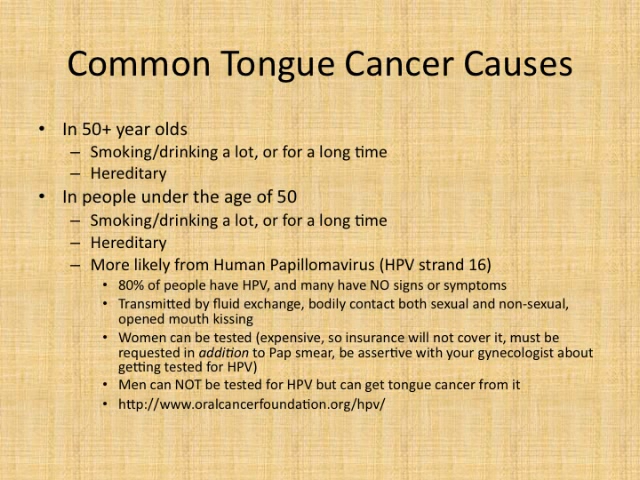 Common Tongue Cancer Causes
• In 50+ year olds
– Smoking/drinking a lot, or for a long time
– Hereditary
• In people under the age of 50
– Smoking/drinking a lot, or for a long time
– Hereditary
– More likely from Human Papillomavirus (HPV strand 16)
• 80% of people have HPV, and many have NO signs or symptoms
• Transmitted by fluid exchange, bodily contact both sexual and non-sexual,
opened mouth kissing
• Women can be tested (expensive, so insurance will not cover it, must be
requested in addition to Pap smear, be assertive with your gynecologist about
getting tested for HPV)
• Men can NOT be tested for HPV but can get tongue cancer from it
• http://www.oralcancerfoundation.org/hpv/